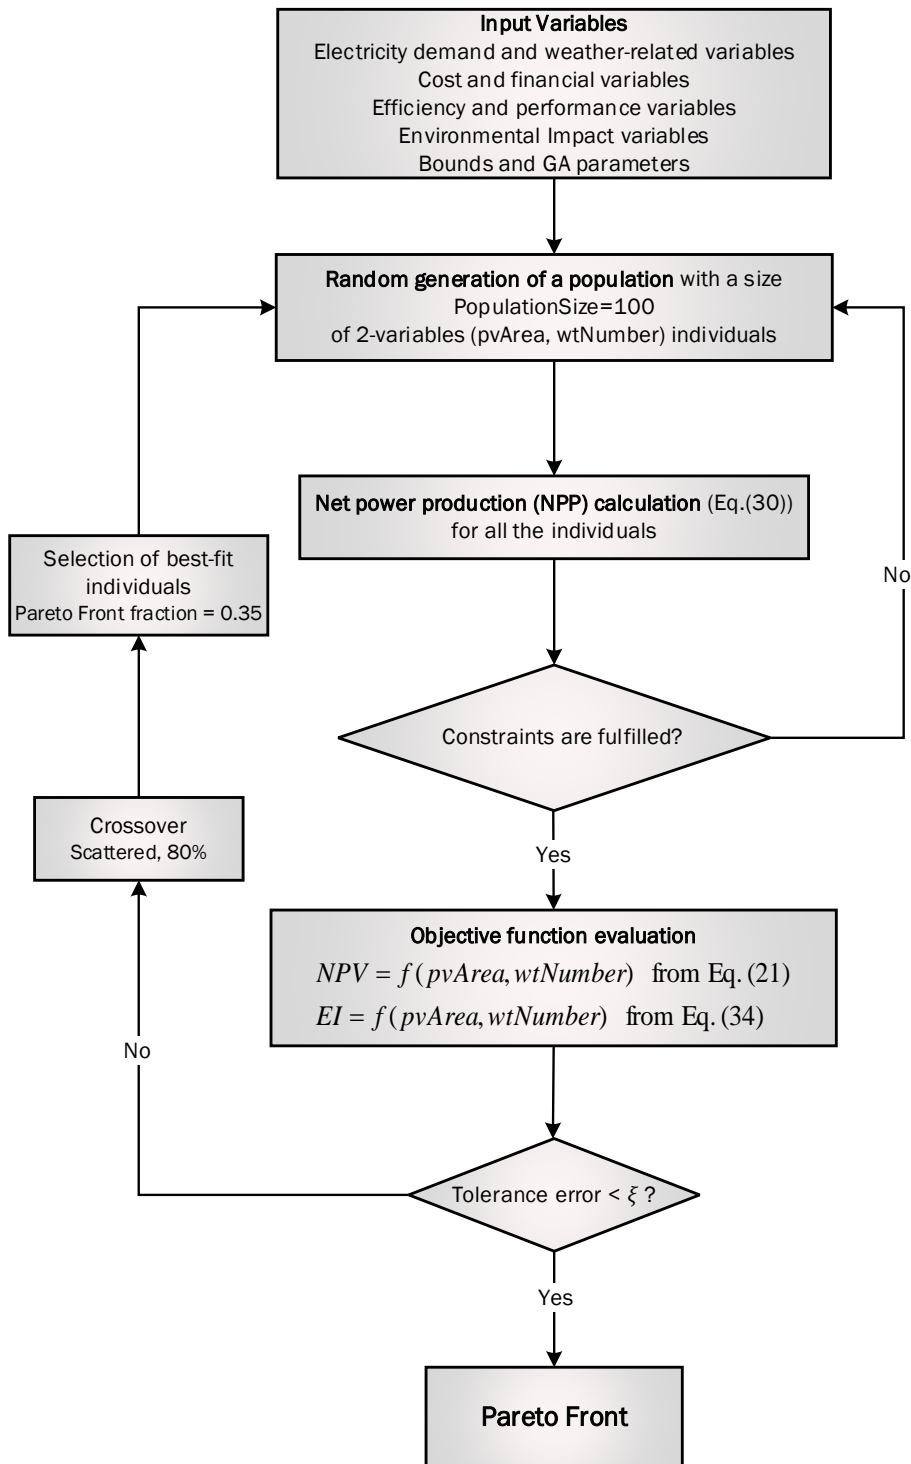 Input Variables
Electricity demand and weather-related variables
Cost and financial variables
Efficiency and performance variables
Environmental Impact variables
Bounds and GA parameters
Random generation of a population with a size
PopulationSize=100
of 2-variables (pvArea, wtNumber) individuals
Net power production (NPP) calculation (Eq.(30))
for all the individuals
Selection of best-fit
individuals
Pareto Front fraction = 0.35
No
Constraints are fulfilled?
Crossover
Scattered, 80%
Yes
Objective function evaluation
NPV = f(pvArea, wtNumber) from Eq.(21)
EI = f(pvArea, wtNumber) from Eq.(34)
No
Tolerance error < ξ ?
Yes
Pareto Front